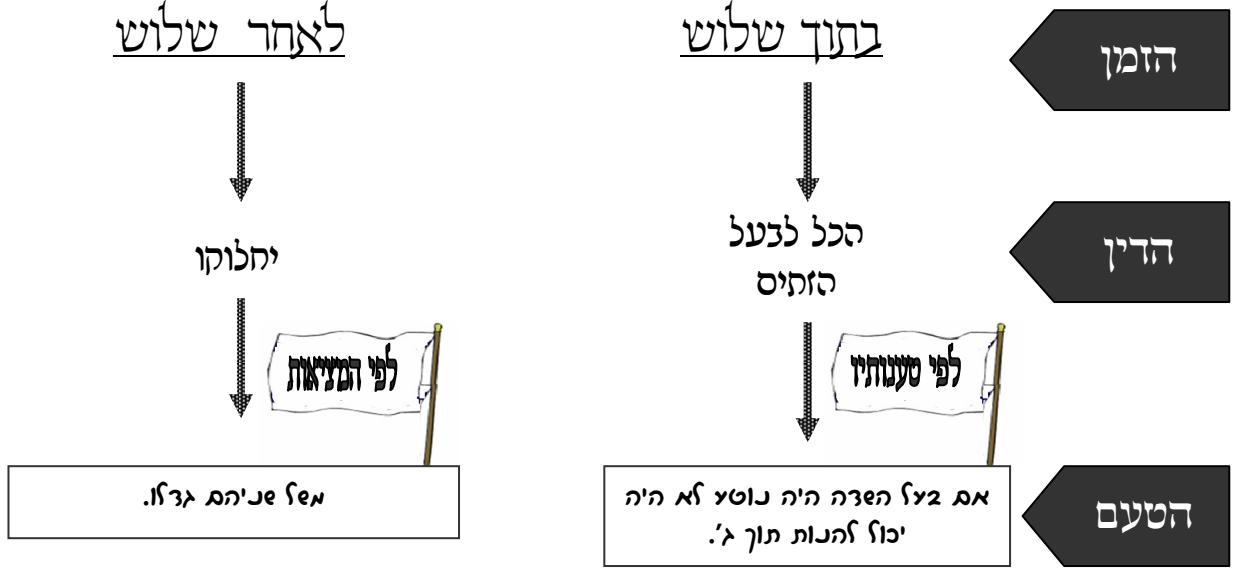 הזמן
בתוך שלוש
לאחר שלוש
הדין
הכל לבעל
הזתים
יחלוקו
לפי טענותיו
לפי המציאות
הטעם
אם בעל השדה היה נוטע לא היה
יכול להנות תוך ג'.
משל שניהם גדלו.